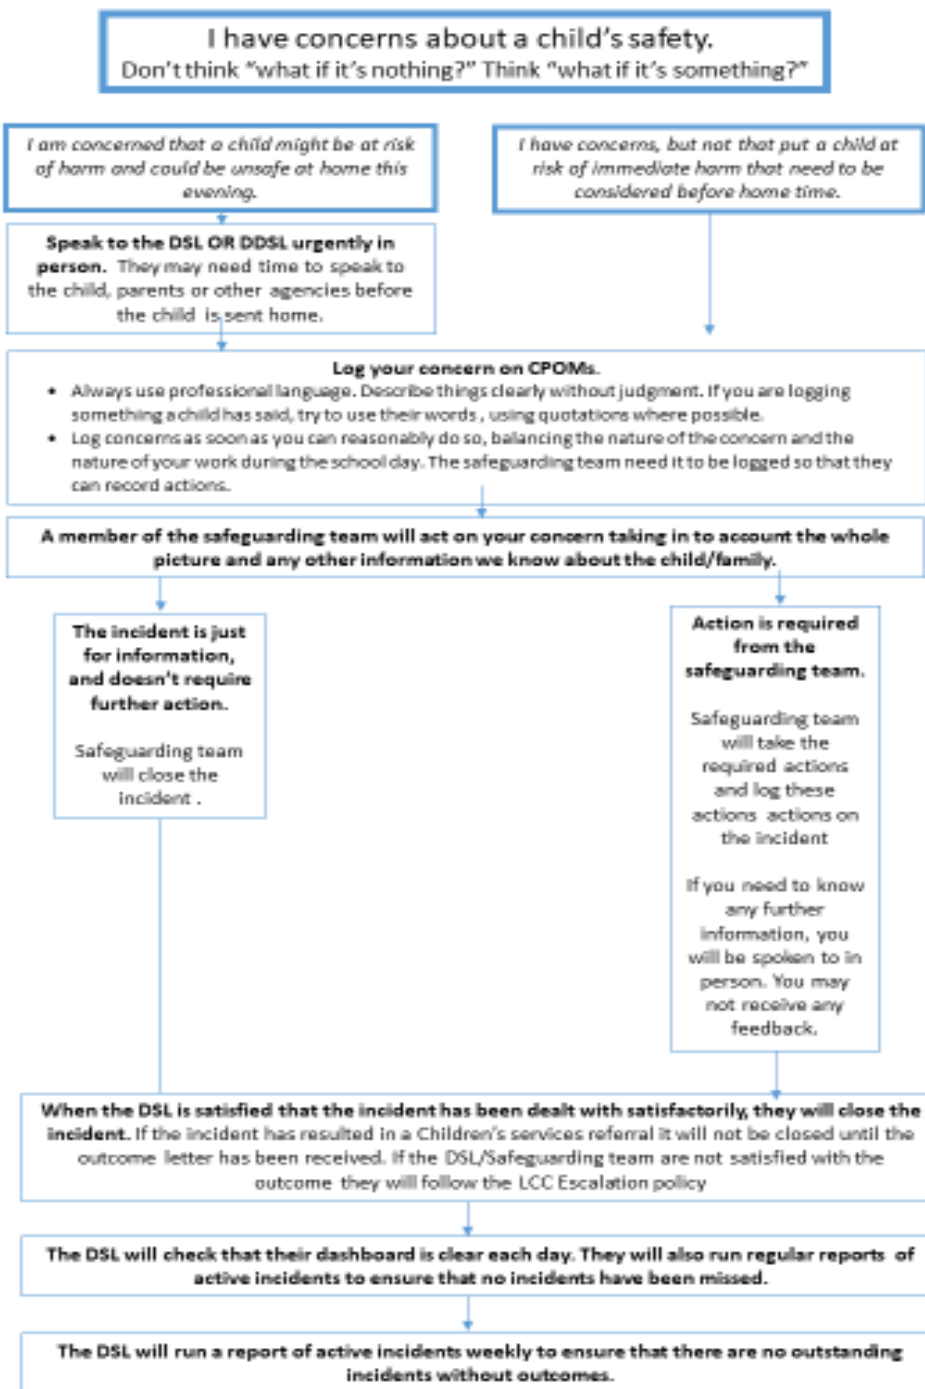 I have concerns about a child's safety.
Don't think "what if it's nothing?" Think "what if it's something?"
I am concerned that a child might be at risk
of harm and could be unsafe at home this
evening.
I have concerns, but not that put a child at
risk of immediate harm that need to be
considered before home time.
Speak to the DSL OR DDSL urgently in
person. They may need time to speak to
the child, parents or other agencies before
the child is sent home.
Log your concern on CPOMs.
• Always use professional language. Describe things clearly without judgment. If you are logging
something a child has said, try to use their words , using quotations where possible.
• Log concerns as soon as you can reasonably do so, balancing the nature of the concern and the
nature of your work during the school day. The safeguarding team need it to be logged so that they
can record actions.
A member of the safeguarding team will act on your concern taking in to account the whole
picture and any other information we know about the child/family.
The incident is just
for information,
and doesn't require
further action.
Safeguarding team
will close the
incident .
Action is required
from the
safeguarding team.
Safeguarding team
will take the
required actions
and log these
actions actions on
the incident
If you need to know
any further
information, you
will be spoken to in
person. You may
not receive any
feedback.
When the DSL is satisfied that the incident has been dealt with satisfactorily, they will close the
incident. If the incident has resulted in a Children's services referral it will not be closed until the
outcome letter has been received. If the DSL/Safeguarding team are not satisfied with the
outcome they will follow the LCC Escalation policy
The DSL will check that their dashboard is clear each day. They will also run regular reports of
active incidents to ensure that no incidents have been missed.
The DSL will run a report of active incidents weekly to ensure that there are no outstanding
incidents without outcomes.